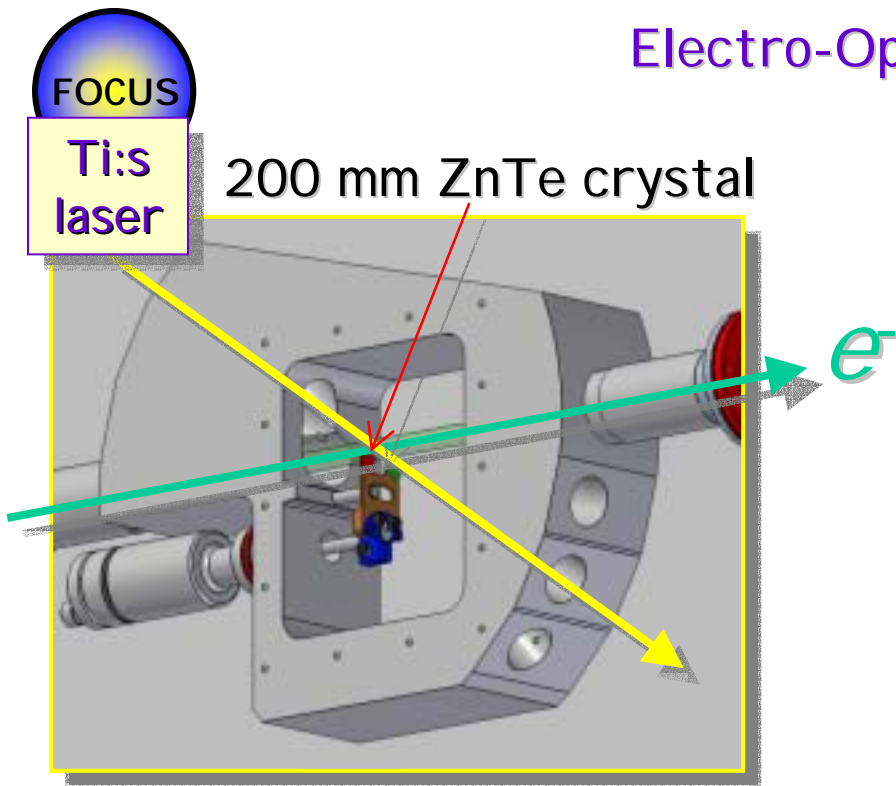 Electro-Op
FOCUS
Ti:s
laser
200 mm ZnTe crystal
e-